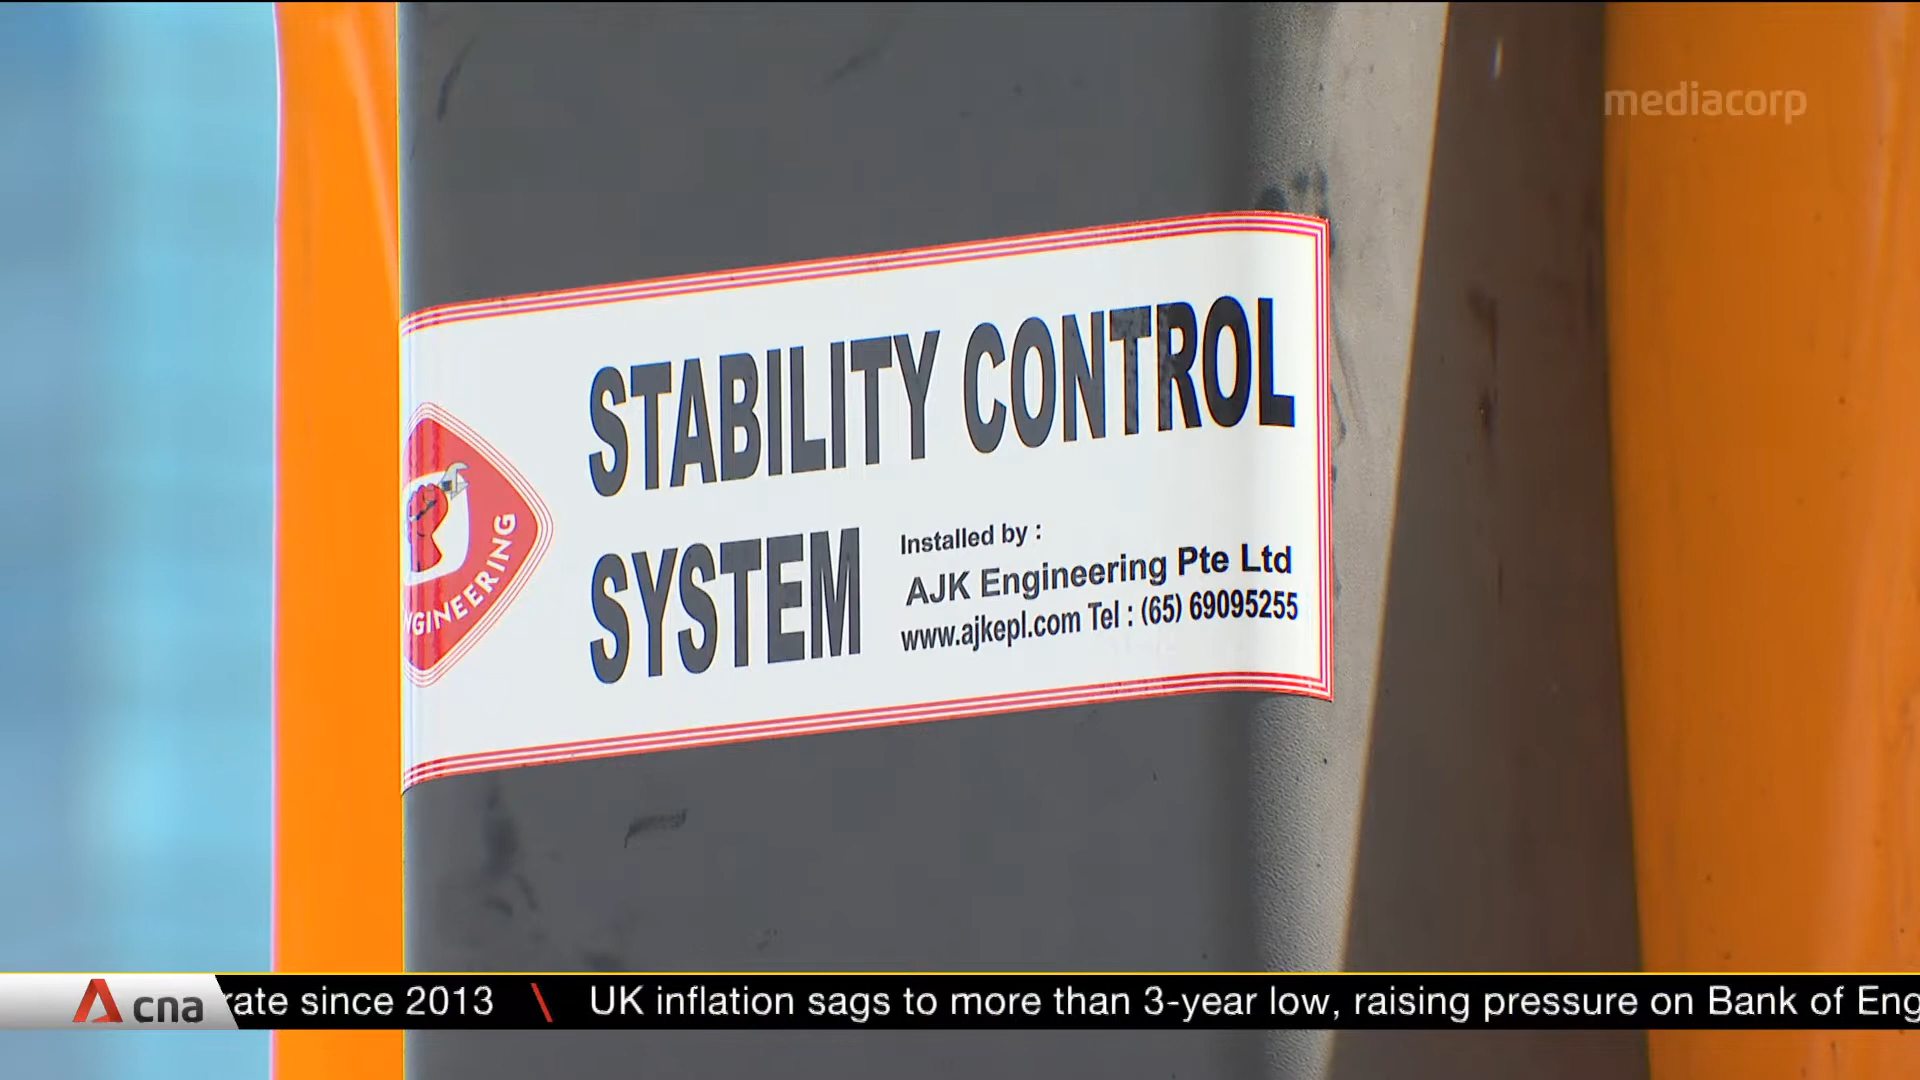 mediacorp
STABILITY CONTROL
SYSTEM
Installed by :
AJK Engineering Pte Ltd
www.ajkepl.com Tel : (65) 69095255
NGINEERING
cna
rate since 2013 \ UK inflation sags to more than 3-year low, raising pressure on Bank of Eng